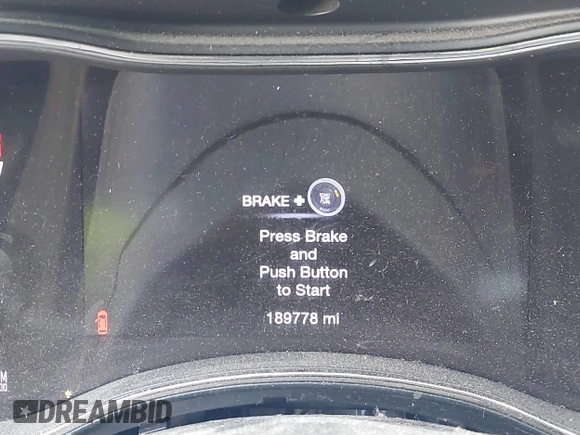 BRAKE +
Press Brake
and
Push Button
to Start
189778 mi
DREAMBID